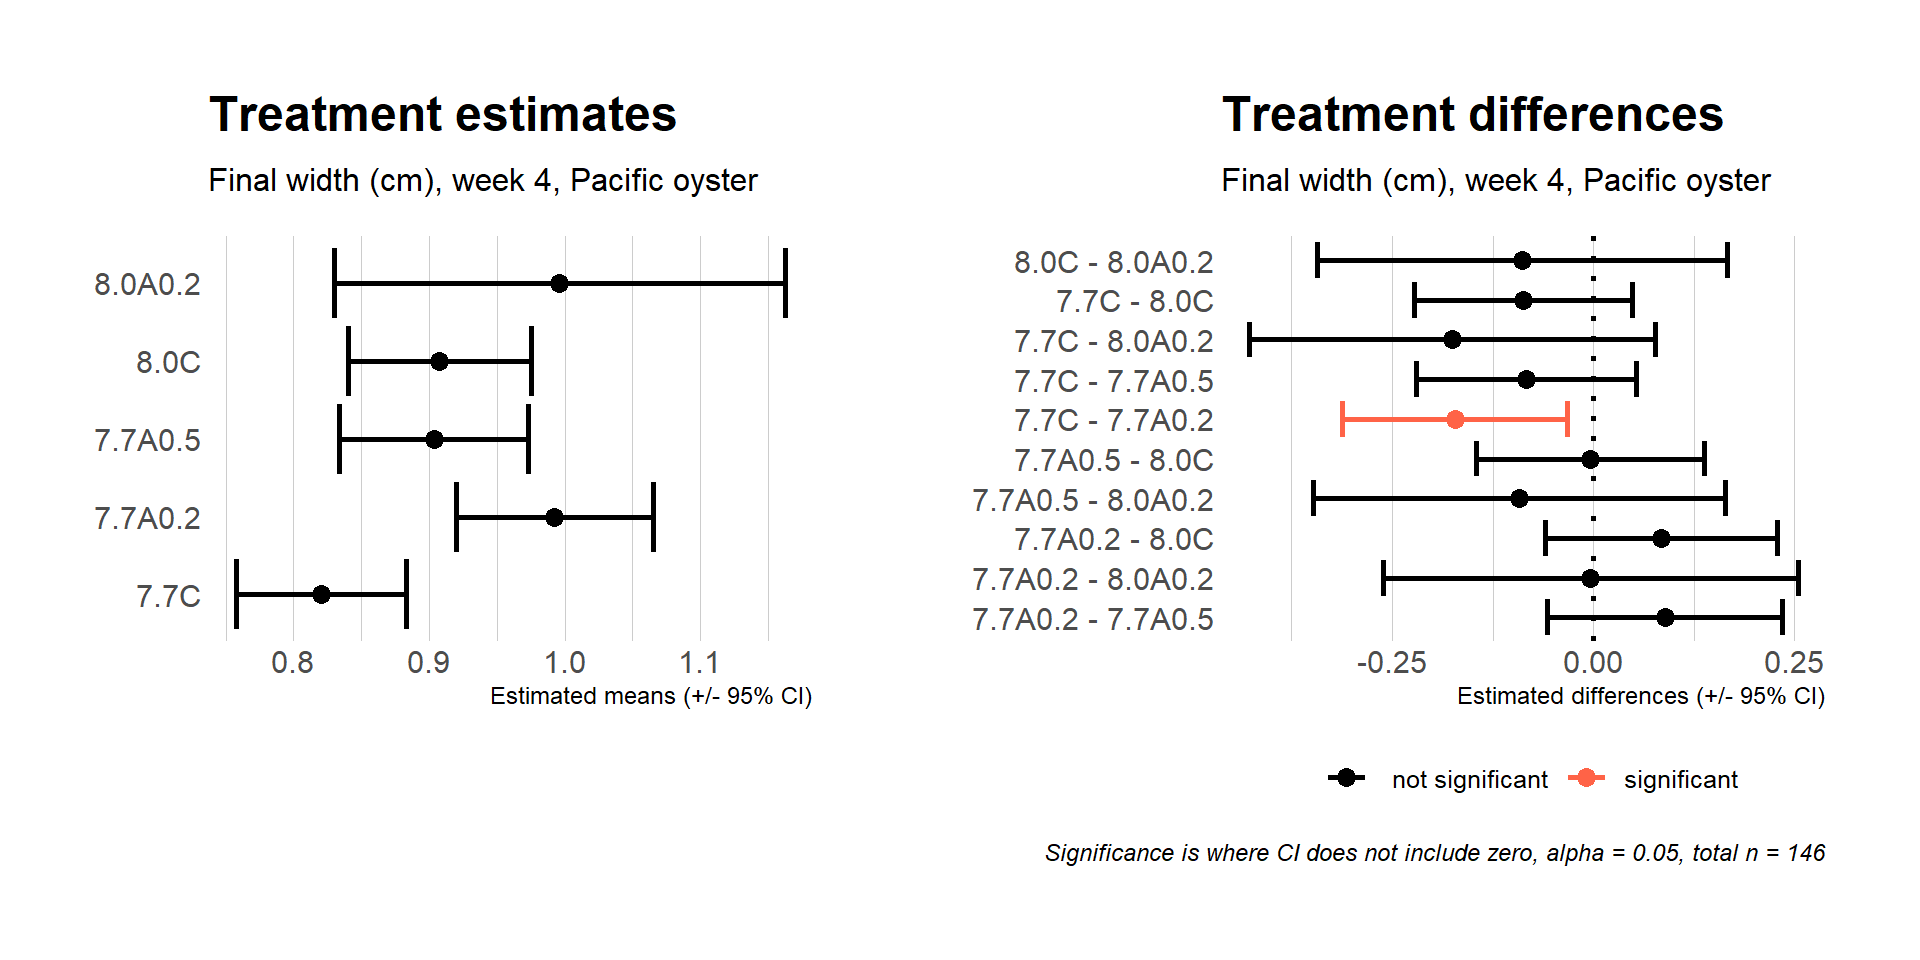 Treatment estimates
Final width (cm), week 4, Pacific oyster
8.0A0.2
8.0C
7.7A0.5
7.7A0.2
7.7C
0.8 0.9 1.0 1.1
Estimated means (+/- 95% CI)
Treatment differences
Final width (cm), week 4, Pacific oyster
8.0C - 8.0A0.2
7.7C - 8.0C
7.7C - 8.0A0.2
7.7C - 7.7A0.5
7.7C - 7.7A0.2
7.7A0.5 - 8.0C
7.7A0.5 - 8.0A0.2
7.7A0.2 - 8.0C
7.7A0.2 - 8.0A0.2
7.7A0.2 - 7.7A0.5
-0.25 0.00 0.25
Estimated differences (+/- 95% CI)
not significant significant
Significance is where CI does not include zero, alpha = 0.05, total n = 146